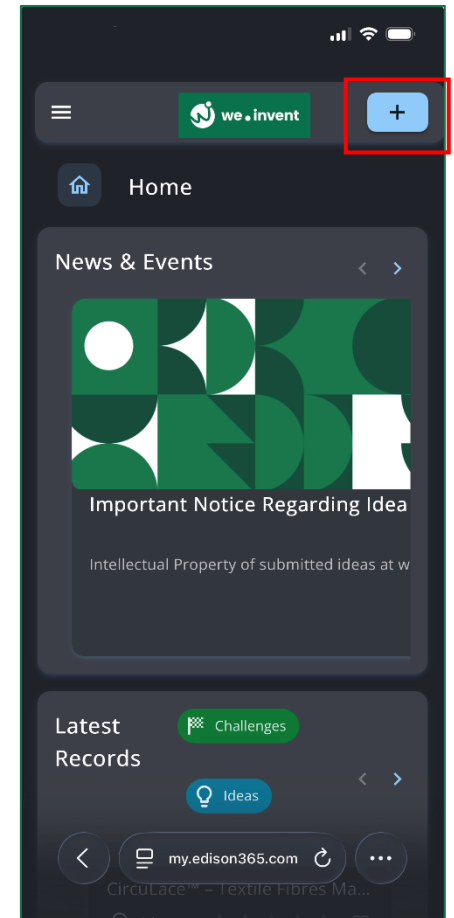 we.invent
+
Home
News & Events
Important Notice Regarding Idea
Intellectual Property of submitted ideas at w
Latest
Records
Challenges
Ideas
my.edison365.com
CircuLace™ – Textile Fibres Ma...